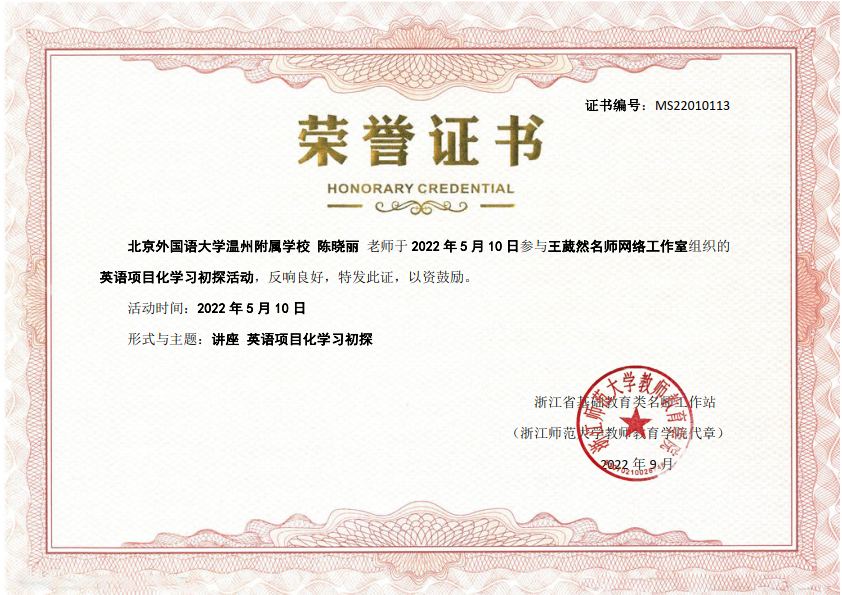 证书编号：MS22010113
荣誉证书
HONORARY CREDENTIAL
北京外国语大学温州附属学校 陈晓丽 老师于 2022 年 5 月 10 日参与王葳然名师网络工作室组织的
英语项目化学习初探活动，反响良好，特发此证，以资鼓励。
活动时间：2022 年 5 月 10 日
形式与主题：讲座 英语项目化学习初探
浙江师范大学教师教育学院
浙江省基础教育类名师工作站
（浙江师范大学教师教育学院代章）
2022 年 9 月